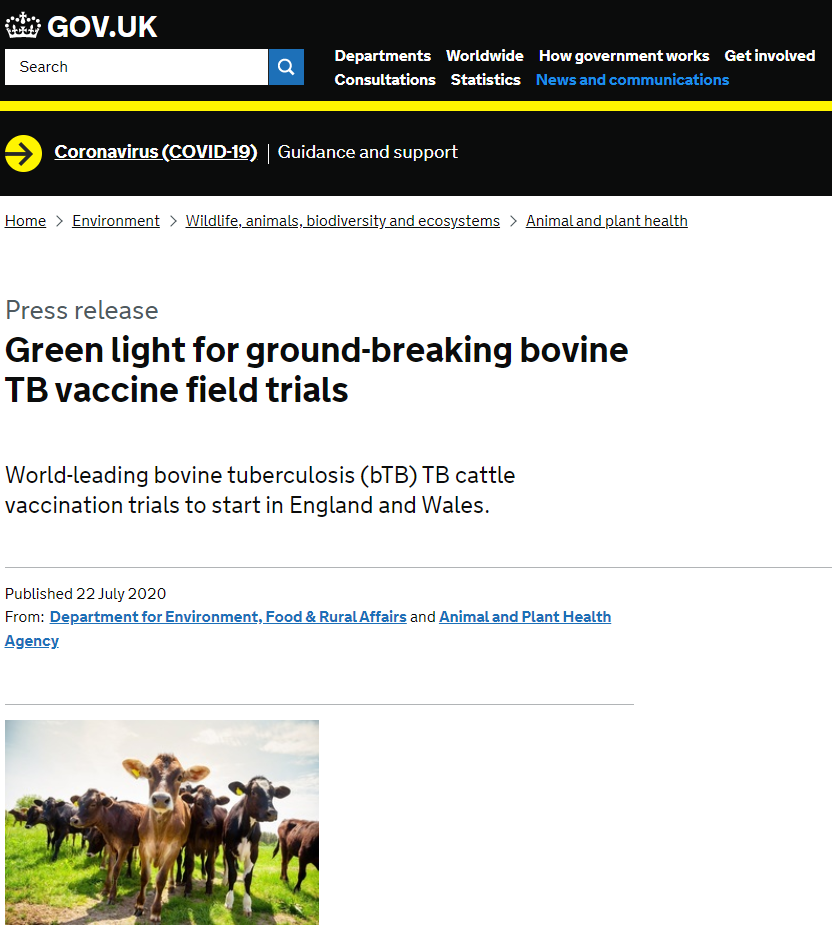 GOV.UK
Search
Departments Worldwide How government works Get involved
Consultations Statistics News and communications
Coronavirus (COVID-19) | Guidance and support
Home > Environment > Wildlife, animals, biodiversity and ecosystems > Animal and plant health
Press release
Green light for ground-breaking bovine
TB vaccine field trials
World-leading bovine tuberculosis (bTB) TB cattle
vaccination trials to start in England and Wales.
Published 22 July 2020
From: Department for Environment, Food & Rural Affairs and Animal and Plant Health
Agency